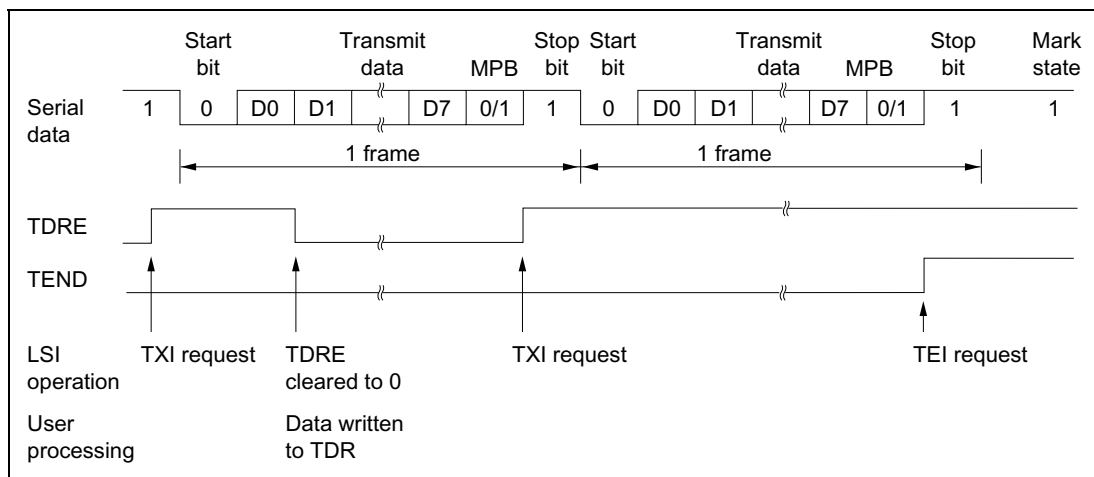 Start bit Transmit data MPB Stop bit Start bit Transmit data MPB Stop bit Mark state
Serial data 1 0 D0 D1 D7 0/1 1 0 D0 D1 D7 0/1 1 1
1 frame 1 frame
TDRE
TEND
LSI operation TXI request TDRE cleared to 0 TXI request TEI request
User processing Data written to TDR